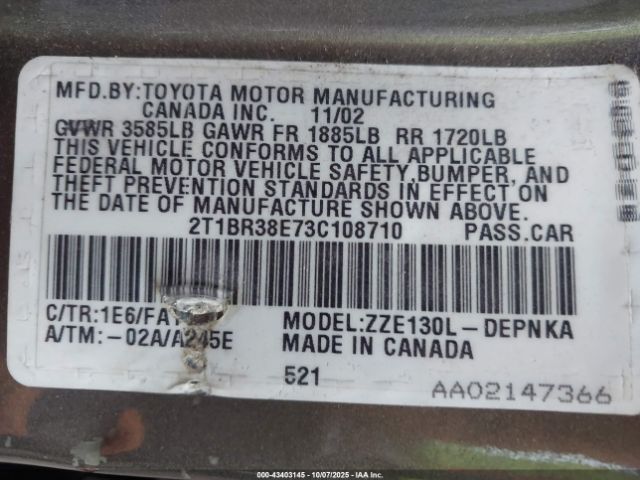 MFD.BY:TOYOTA MOTOR MANUFACTURING
CANADA INC. 11/02
GVWR 3585LB GAWR FR 1885LB RR 1720LB
THIS VEHICLE CONFORMS TO ALL APPLICABLE
FEDERAL MOTOR VEHICLE SAFETY,BUMPER, AND
THEFT PREVENTION STANDARDS IN EFFECT ON
THE DATE OF MANUFACTURE SHOWN ABOVE.
2T1BR38E73C108710 PASS.CAR
C/TR:1E6/FA MODEL:ZZE130L-DEPNKA
A/TM:-02A/A245E MADE IN CANADA
521 AA02147366
© 2025 - 43403145 - 10/07/2025 - IAA Inc.